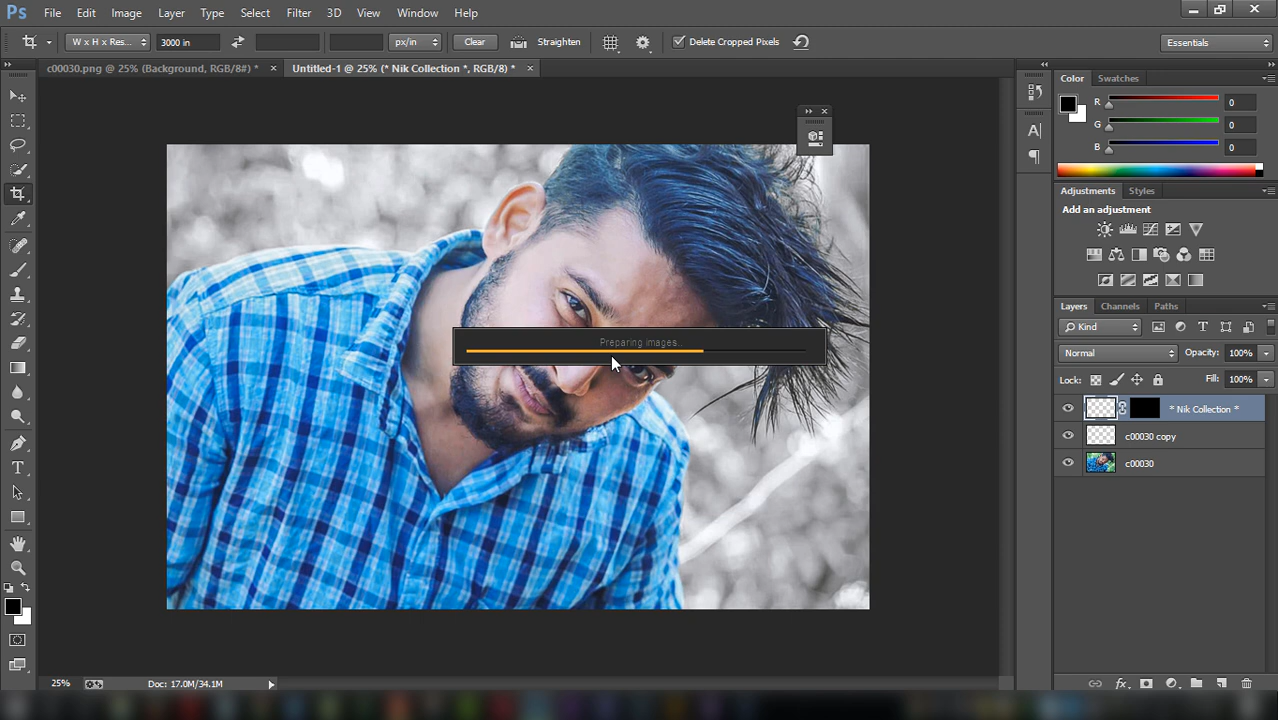 Ps File Edit Image Layer Type Select Filter 3D View Window Help
W x H x Res... 3000 in px/in Clear Straighten Delete Cropped Pixels Essentials
c00030.png @ 25% (Background, RGB/8#) * × Untitled-1 @ 25% (* Nik Collection *, RGB/8) * ×
Color Swatches
R 0
G 0
B 0
Adjustments Styles
Add an adjustment
Preparing images...
Layers Channels Paths
Kind
Normal Opacity: 100%
Lock: Fill: 100%
* Nik Collection *
c00030 copy
c00030
25% Doc: 17.0M/34.1M